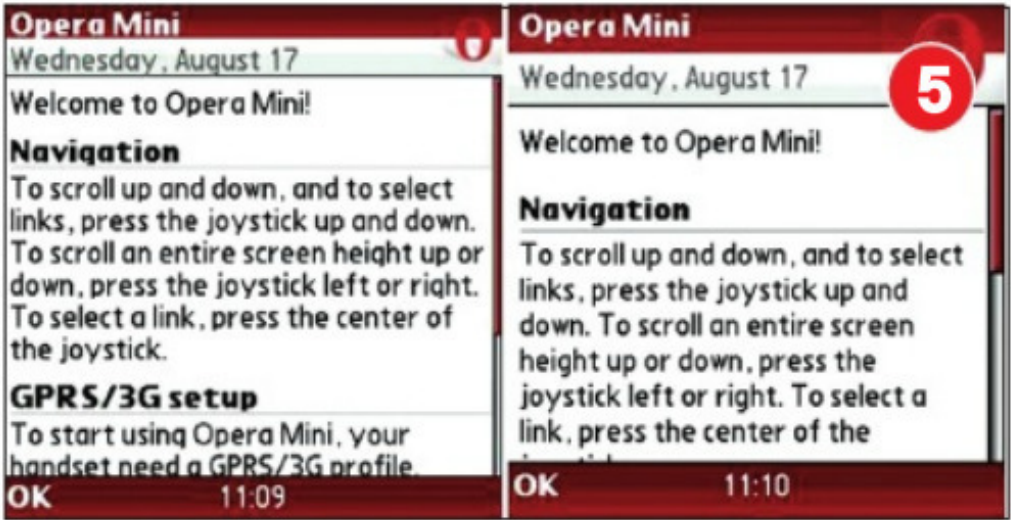 Opera Mini
Wednesday, August 17
Welcome to Opera Mini!
Navigation
To scroll up and down, and to select
links, press the joystick up and down.
To scroll an entire screen height up or
down, press the joystick left or right.
To select a link, press the center of
the joystick.
GPRS/3G setup
To start using Opera Mini, your
handset need a GPRS/3G profile.
OK 11:09
Opera Mini
5
Wednesday, August 17
Welcome to Opera Mini!
Navigation
To scroll up and down, and to select
links, press the joystick up and
down. To scroll an entire screen
height up or down, press the
joystick left or right. To select a
link, press the center of the
OK 11:10